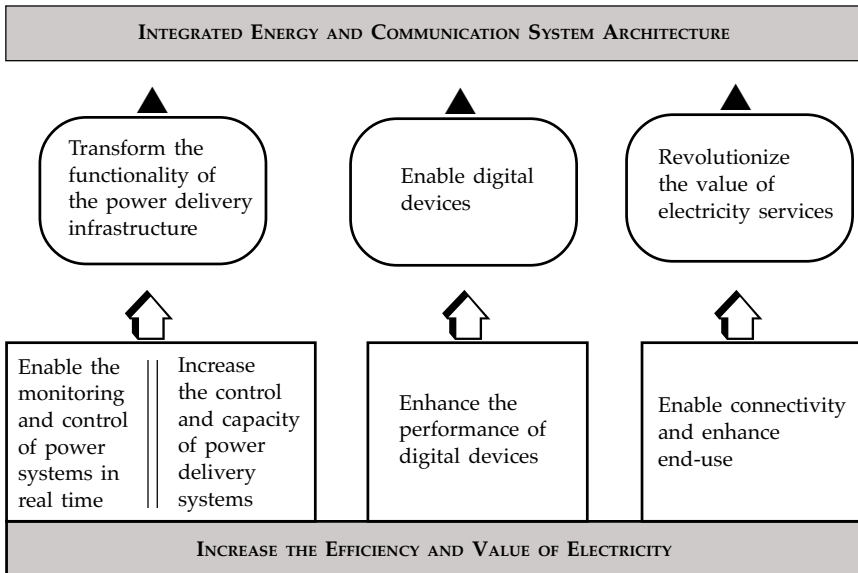 INTEGRATED ENERGY AND COMMUNICATION SYSTEM ARCHITECTURE
Transform the
functionality of
the power delivery
infrastructure
Enable digital
devices
Revolutionize
the value of
electricity services
Enable the
monitoring
and control
of power
systems in
real time
Increase
the control
and capacity
of power
delivery
systems
Enhance the
performance of
digital devices
Enable connectivity
and enhance
end-use
INCREASE THE EFFICIENCY AND VALUE OF ELECTRICITY